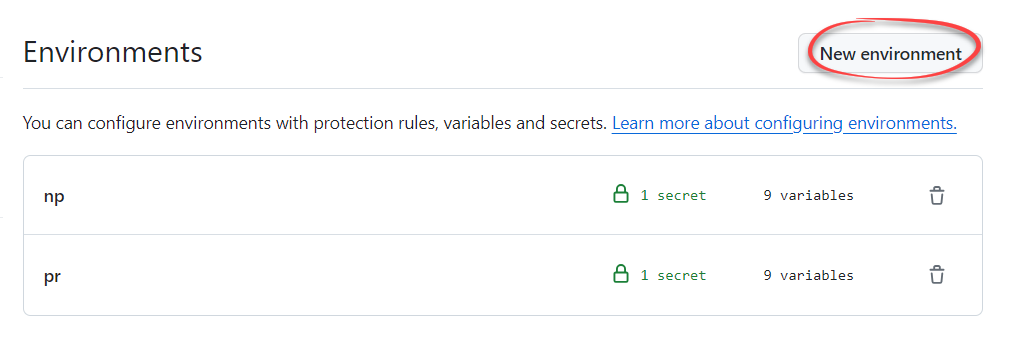 Environments
New environment
You can configure environments with protection rules, variables and secrets. Learn more about configuring environments.
np 1 secret 9 variables
pr 1 secret 9 variables